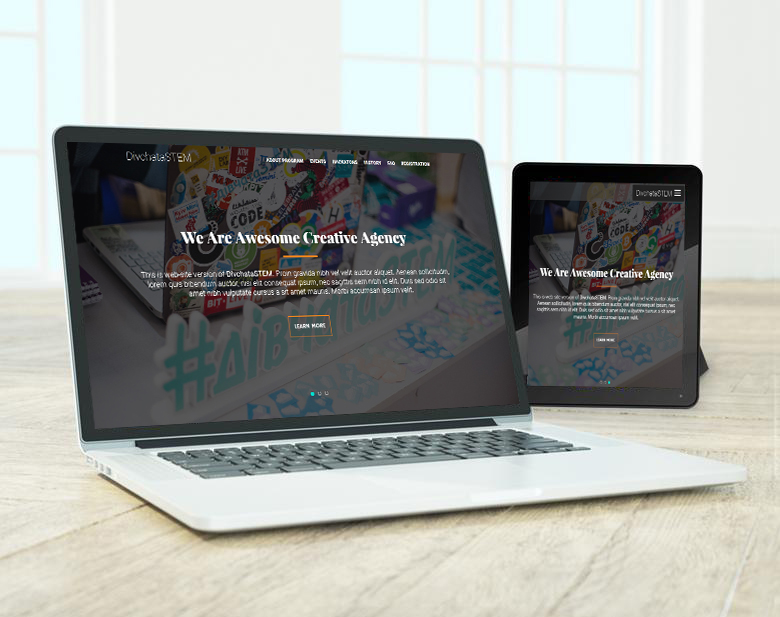 DivchataSTEM
ABOUT PROGRAM EVENTS HACKATONS HISTORY FAQ REGISTRATION
ATM
LIVE
CODE
We Are Awesome Creative Agency
This is web-site version of DivchataSTEM. Proin gravida nibh vel velit auctor aliquet. Aenean sollicitudin,
lorem quis bibendum auctor, nisi elit consequat ipsum, nec sagittis sem nibh id elit. Duis sed odio sit
amet nibh vulputate cursus a sit amet mauris. Morbi accumsan ipsum velit.
LEARN MORE
#ДІВ
DivchataSTEM
CODE
We Are Awesome Creative Agency
This is web-site version of DivchataSTEM. Proin gravida nibh vel velit auctor aliquet.
Aenean sollicitudin, lorem quis bibendum auctor, nisi elit consequat ipsum, nec
sagittis sem nibh id elit. Duis sed odio sit amet nibh vulputate cursus a sit amet
mauris. Morbi accumsan ipsum velit.
LEARN MORE